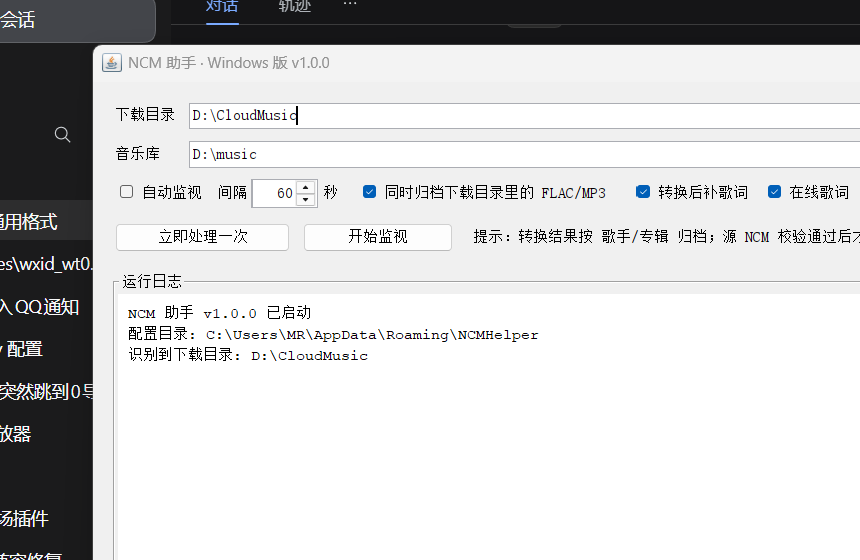 会话
对话 轨迹 ...
NCM 助手 · Windows 版 v1.0.0
下载目录 D:\CloudMusic
音乐库 D:\music
自动监视 间隔 60 秒 同时归档下载目录里的 FLAC/MP3 转换后补歌词 在线歌词
通用格式
立即处理一次 开始监视 提示：转换结果按 歌手/专辑 归档；源 NCM 校验通过后才
es\wxid_wt0.
运行日志
入QQ通知
NCM 助手 v1.0.0 已启动
配置目录: C:\Users\MR\AppData\Roaming\NCMHelper
配置
识别到下载目录: D:\CloudMusic
突然跳到0导
放器
场插件